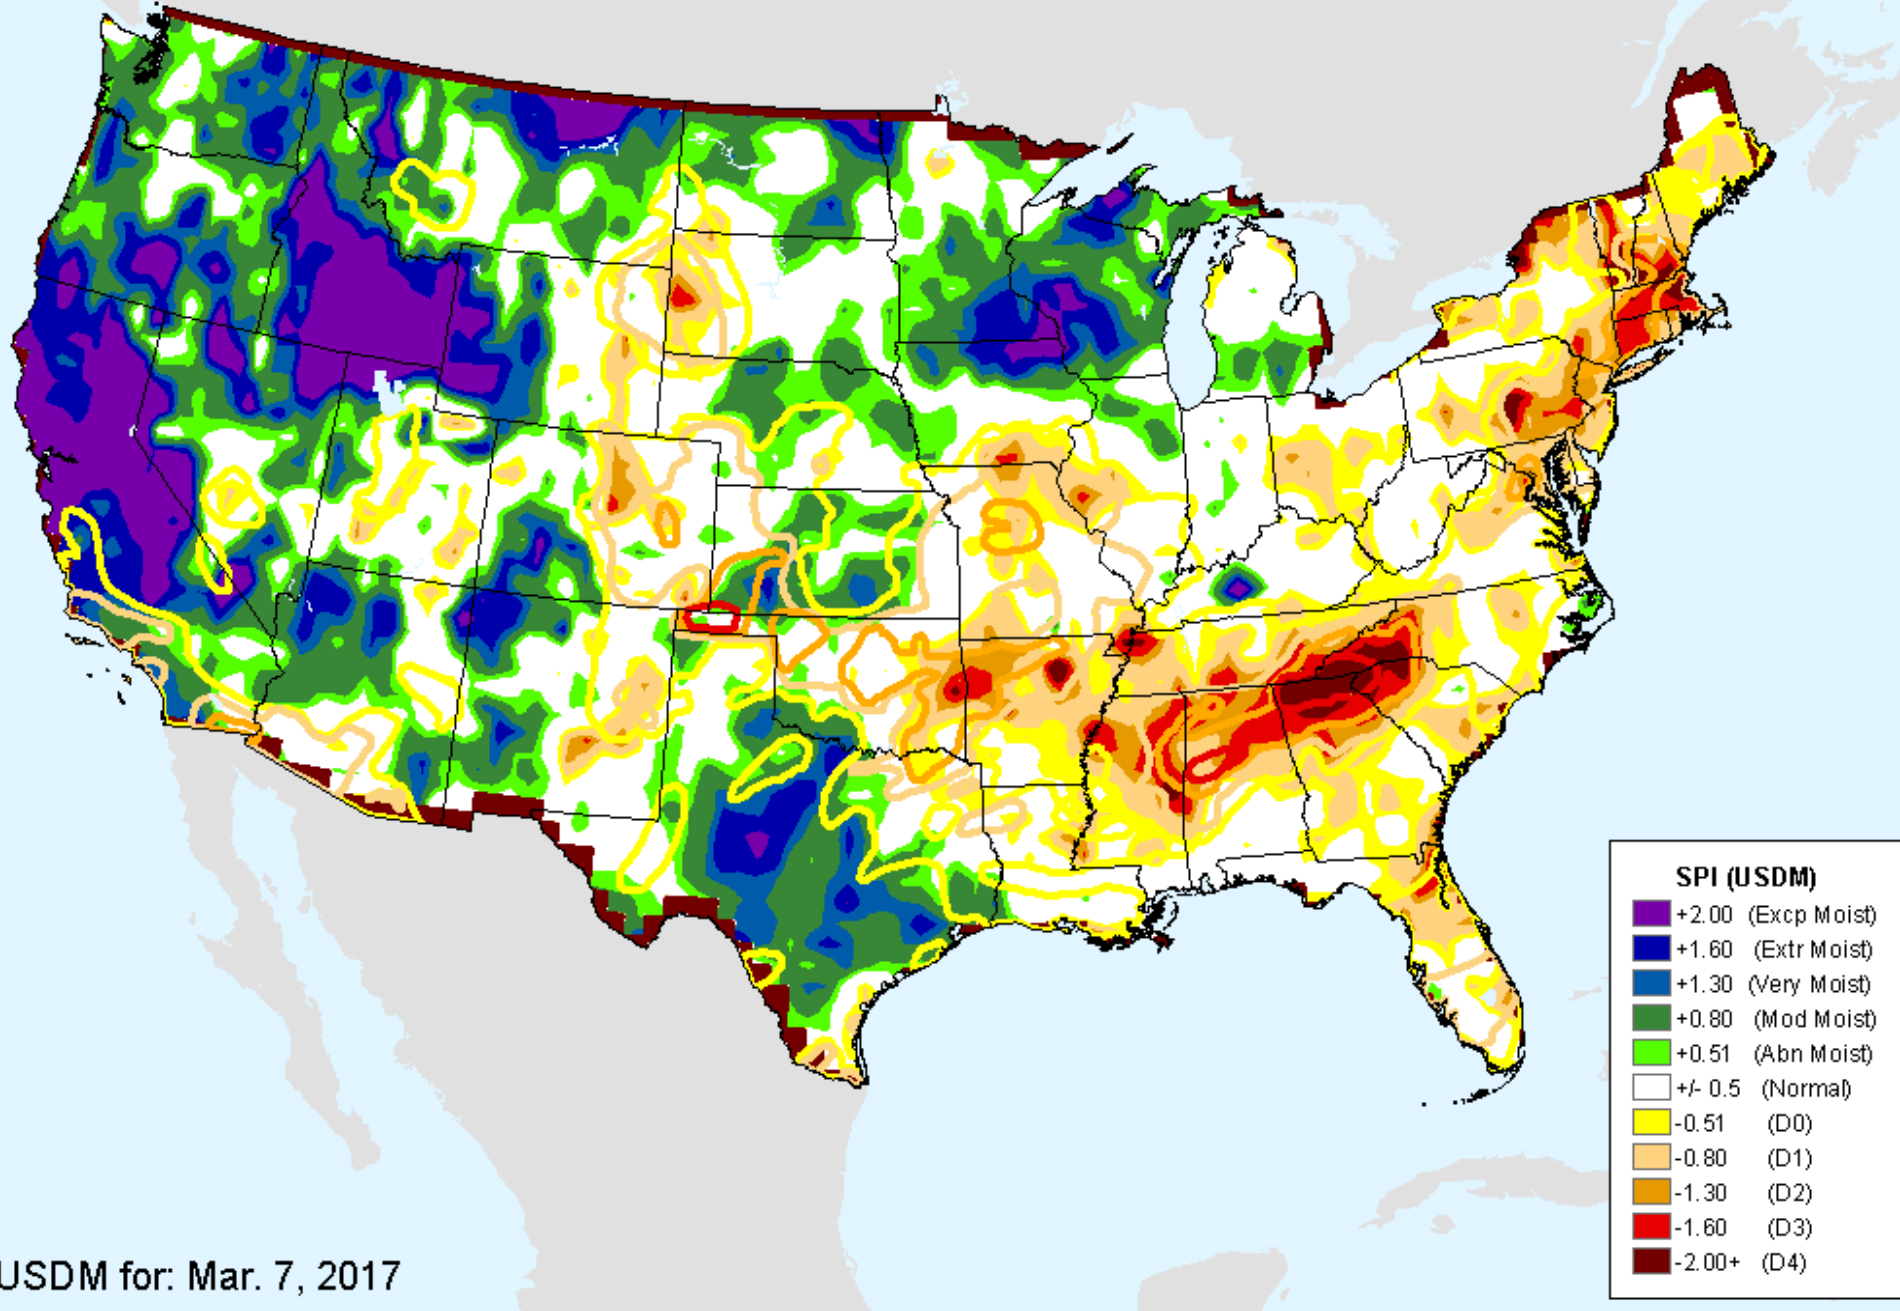 SPI (USDM)
+2.00 (Excp Moist)
+1.60 (Extr Moist)
+1.30 (Very Moist)
+0.80 (Mod Moist)
+0.51 (Abn Moist)
+/- 0.5 (Normal)
-0.51 (D0)
-0.80 (D1)
-1.30 (D2)
-1.60 (D3)
-2.00+ (D4)
USDM for: Mar. 7, 2017